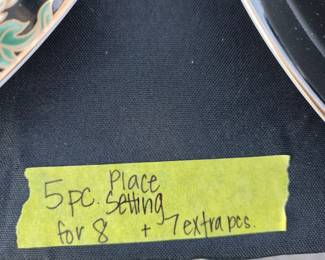 5 pc. Place Setting
for 8 + 7 extra pcs.